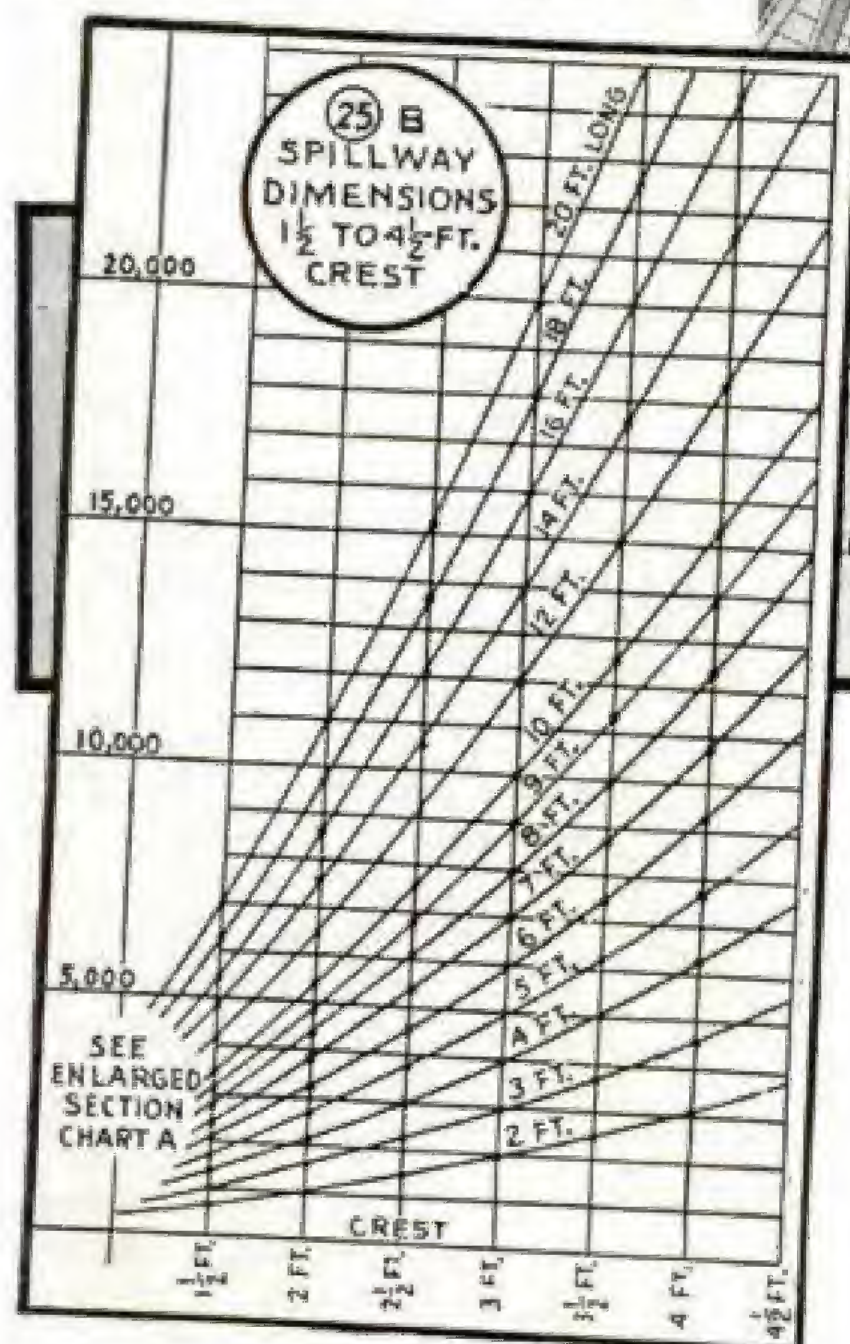 25 B
SPILLWAY
DIMENSIONS
1½ TO 4½-FT.
CREST
20,000
15,000
10,000
5,000
20 FT. LONG
18 FT.
16 FT.
14 FT.
12 FT.
10 FT.
9 FT.
8 FT.
7 FT.
6 FT.
5 FT.
4 FT.
3 FT.
2 FT.
SEE
ENLARGED
SECTION
CHART A
CREST
1½ FT.
2 FT.
2½ FT.
3 FT.
3½ FT.
4 FT.
4½ FT.